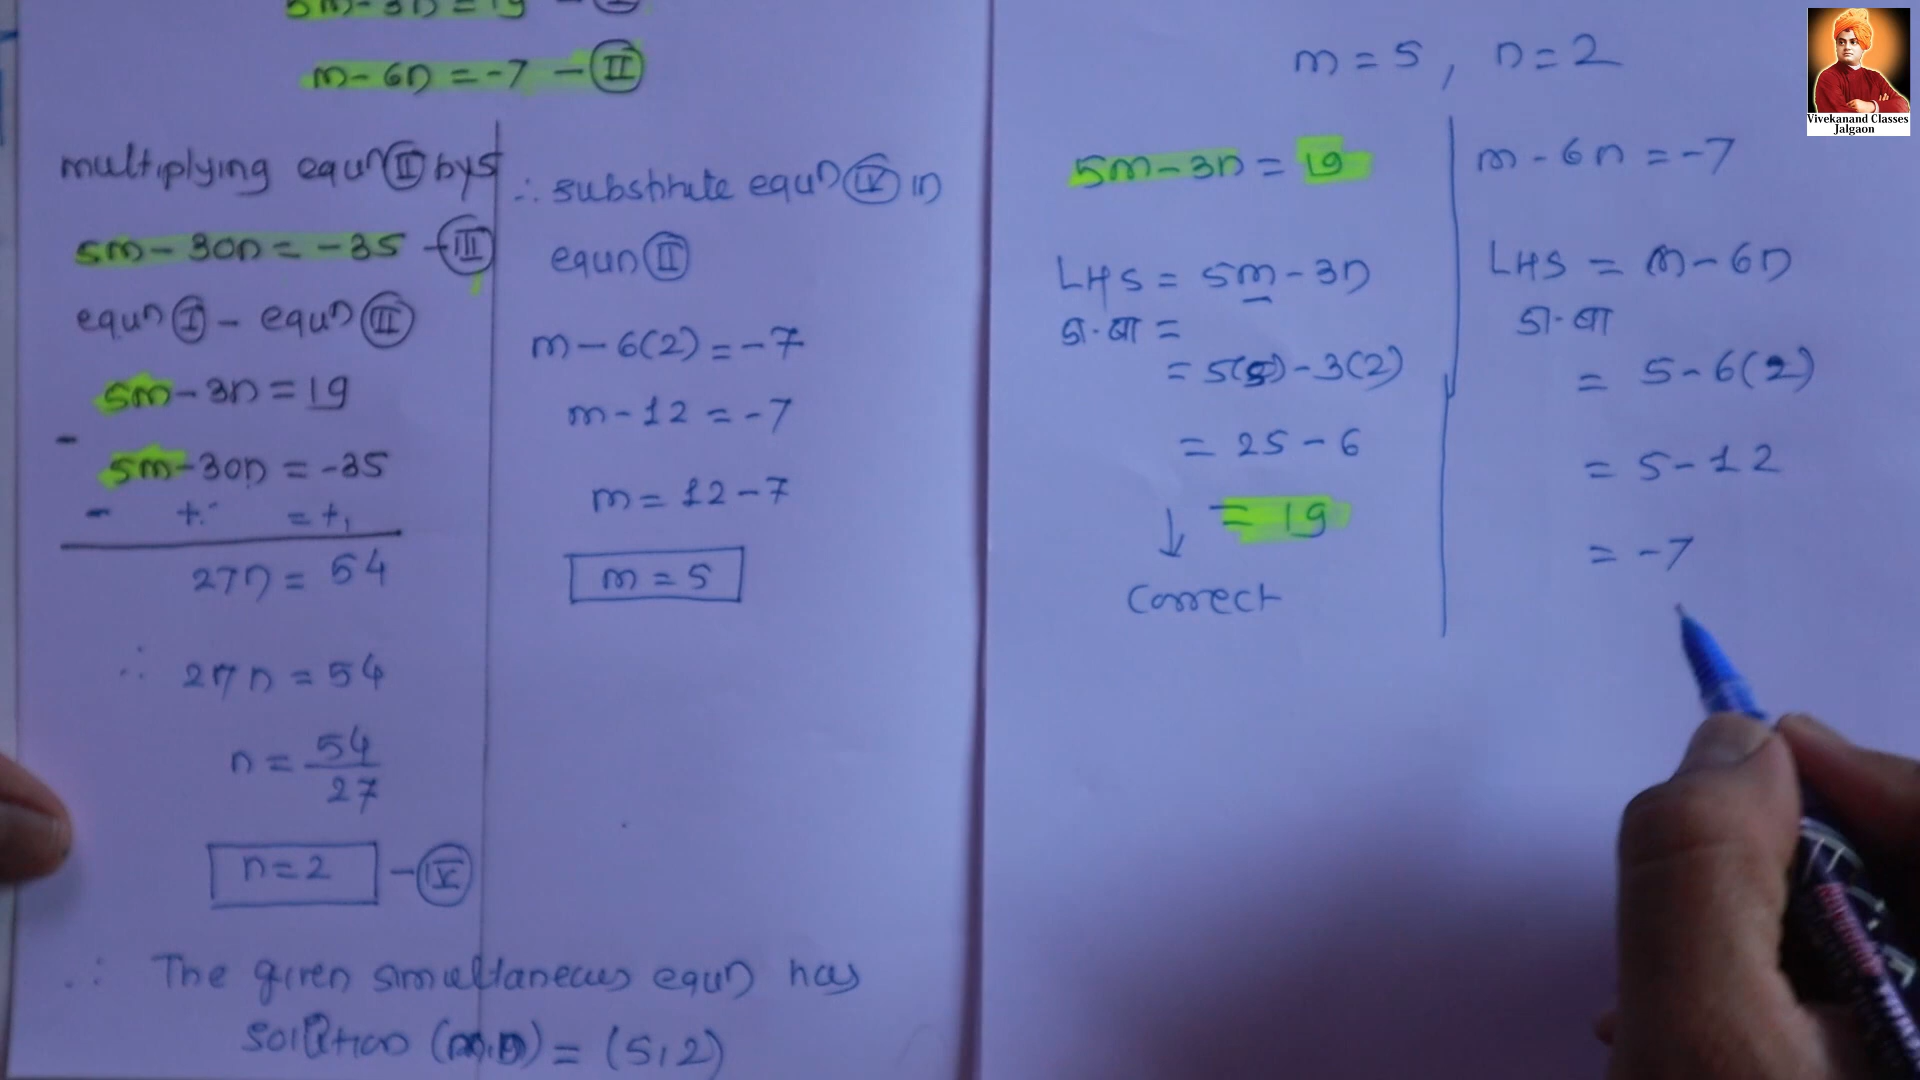 5m-3n=19 - I
m-6n=-7 - II
multiplying equn II by 5
5m-30n=-35 - III
equn I - equn III
5m-3n=19
- 5m-30n=-35
- + = +
27n=54
∴ 27n=54
n=54/27
n=2 - IV
∴ substitute equn IV in
equn II
m-6(2)=-7
m-12=-7
m=12-7
m=5
∴ The given simultaneous equn has
solution (m,n)=(5,2)
m=5, n=2
5m-3n=19
LHS = 5m-3n
डा.बा =
= 5(5)-3(2)
= 25-6
= 19
↓
correct
m-6n=-7
LHS = m-6n
डा.बा
= 5-6(2)
= 5-12
= -7
Vivekanand Classes
Jalgaon